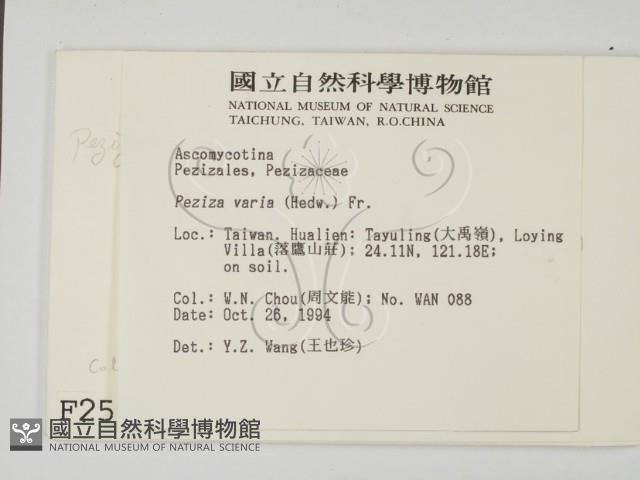 國立自然科學博物館
NATIONAL MUSEUM OF NATURAL SCIENCE
TAICHUNG, TAIWAN, R.O.CHINA
Ascomycotina
Pezizales, Pezizaceae
Peziza varia (Hedw.) Fr.
Loc.: Taiwan. Hualien: Tayuling(大禹嶺), Loying
Villa(落鷹山莊); 24.11N, 121.18E;
on soil.
Col.: W.N. Chou(周文能); No. WAN 088
Date: Oct. 26, 1994
Det.: Y.Z. Wang(王也珍)
Pezi
Col
F25
國立自然科學博物館
NATIONAL MUSEUM OF NATURAL SCIENCE